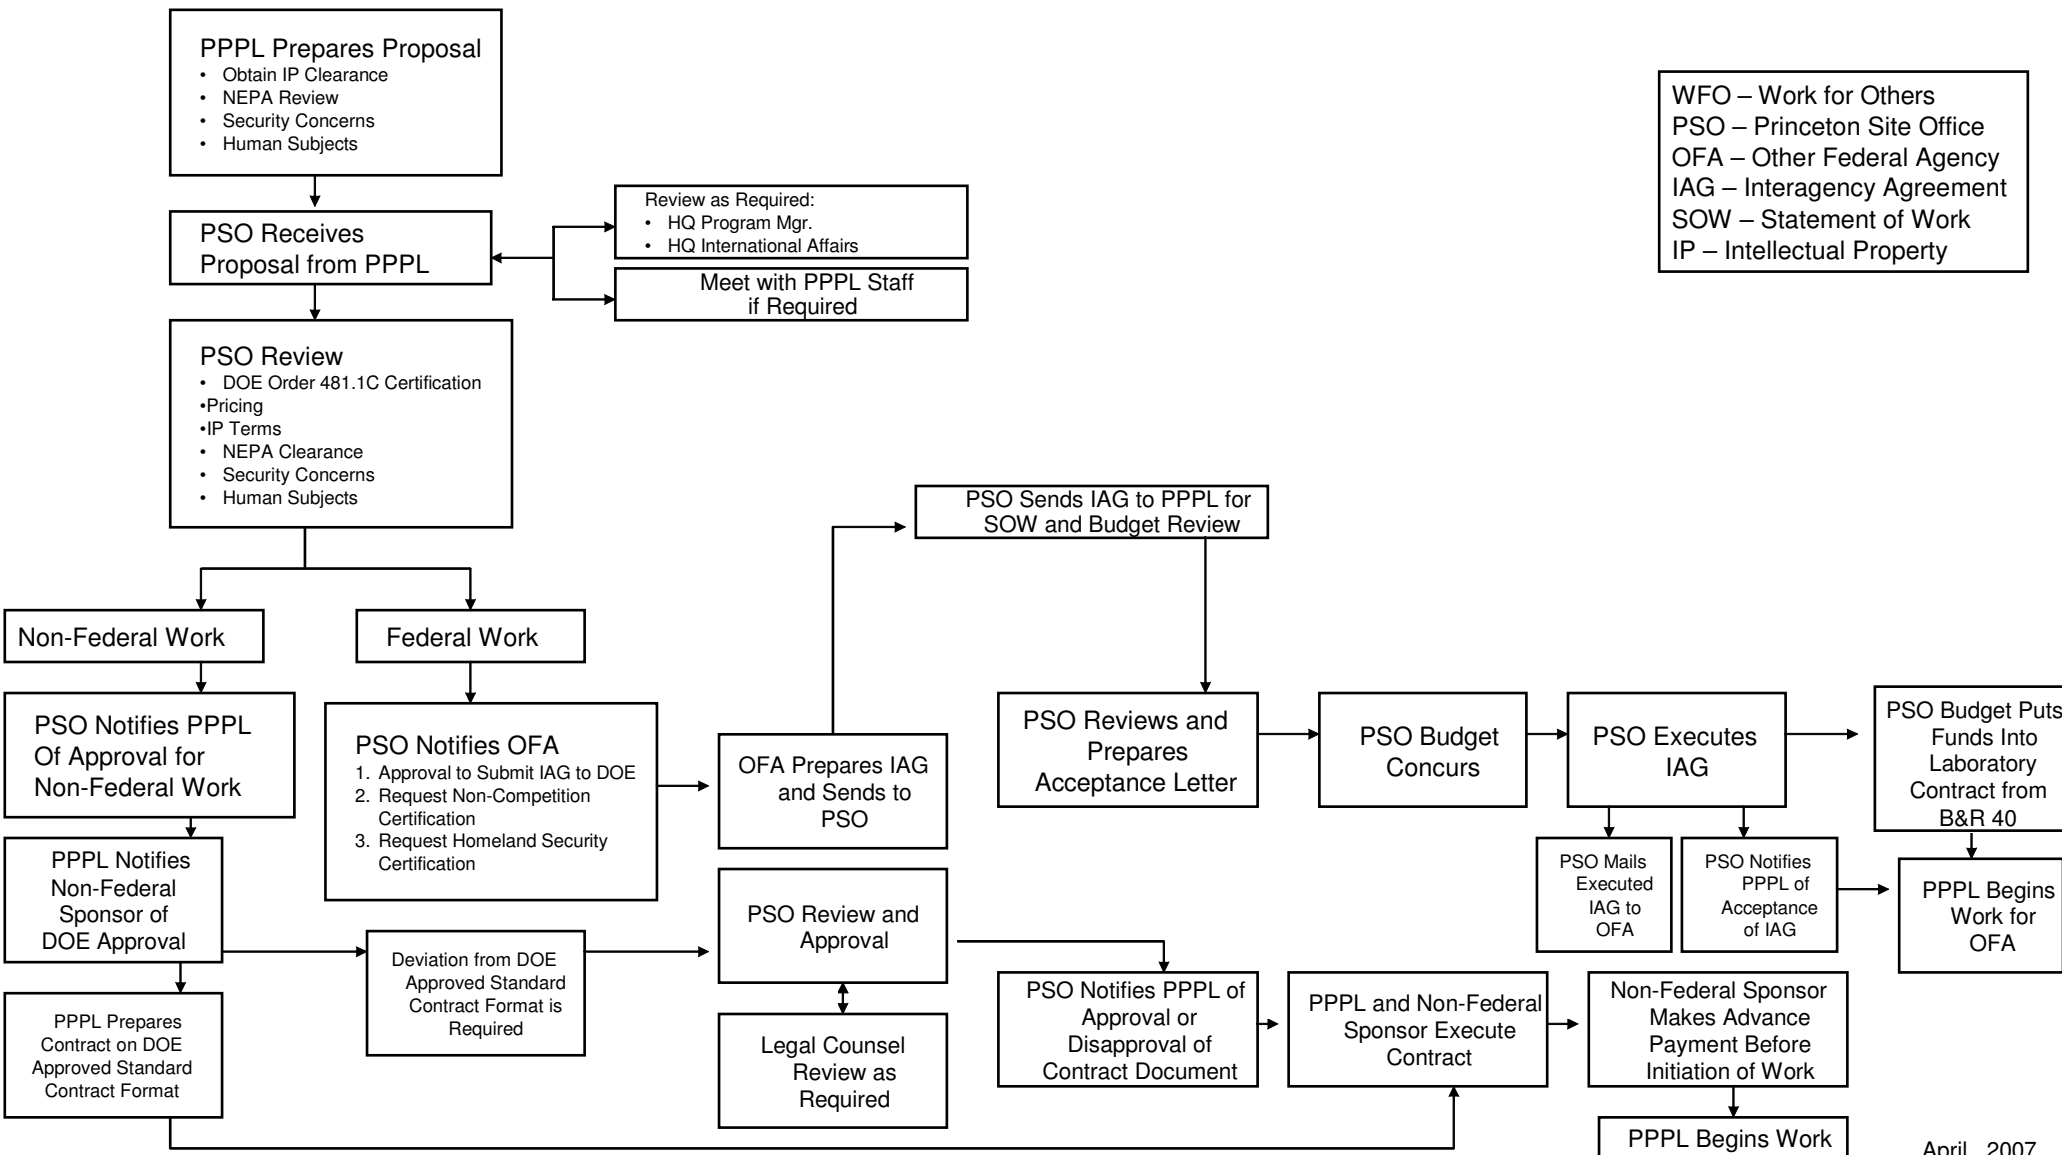 PPPL Prepares Proposal
• Obtain IP Clearance
• NEPA Review
• Security Concerns
• Human Subjects
WFO – Work for Others
PSO – Princeton Site Office
OFA – Other Federal Agency
IAG – Interagency Agreement
SOW – Statement of Work
IP – Intellectual Property
PSO Receives
Proposal from PPPL
Review as Required:
• HQ Program Mgr.
• HQ International Affairs
Meet with PPPL Staff
if Required
PSO Review
• DOE Order 481.1C Certification
•Pricing
•IP Terms
• NEPA Clearance
• Security Concerns
• Human Subjects
PSO Sends IAG to PPPL for
SOW and Budget Review
Non-Federal Work
Federal Work
PSO Notifies PPPL
Of Approval for
Non-Federal Work
PSO Notifies OFA
1. Approval to Submit IAG to DOE
2. Request Non-Competition
Certification
3. Request Homeland Security
Certification
OFA Prepares IAG
and Sends to
PSO
PSO Reviews and
Prepares
Acceptance Letter
PSO Budget
Concurs
PSO Executes
IAG
PSO Budget Puts
Funds Into
Laboratory
Contract from
B&R 40
PSO Mails
Executed
IAG to
OFA
PSO Notifies
PPPL of
Acceptance
of IAG
PPPL Begins
Work for
OFA
PPPL Notifies
Non-Federal
Sponsor of
DOE Approval
Deviation from DOE
Approved Standard
Contract Format is
Required
PSO Review and
Approval
Legal Counsel
Review as
Required
PSO Notifies PPPL of
Approval or
Disapproval of
Contract Document
PPPL and Non-Federal
Sponsor Execute
Contract
Non-Federal Sponsor
Makes Advance
Payment Before
Initiation of Work
PPPL Prepares
Contract on DOE
Approved Standard
Contract Format
PPPL Begins Work
April 2007